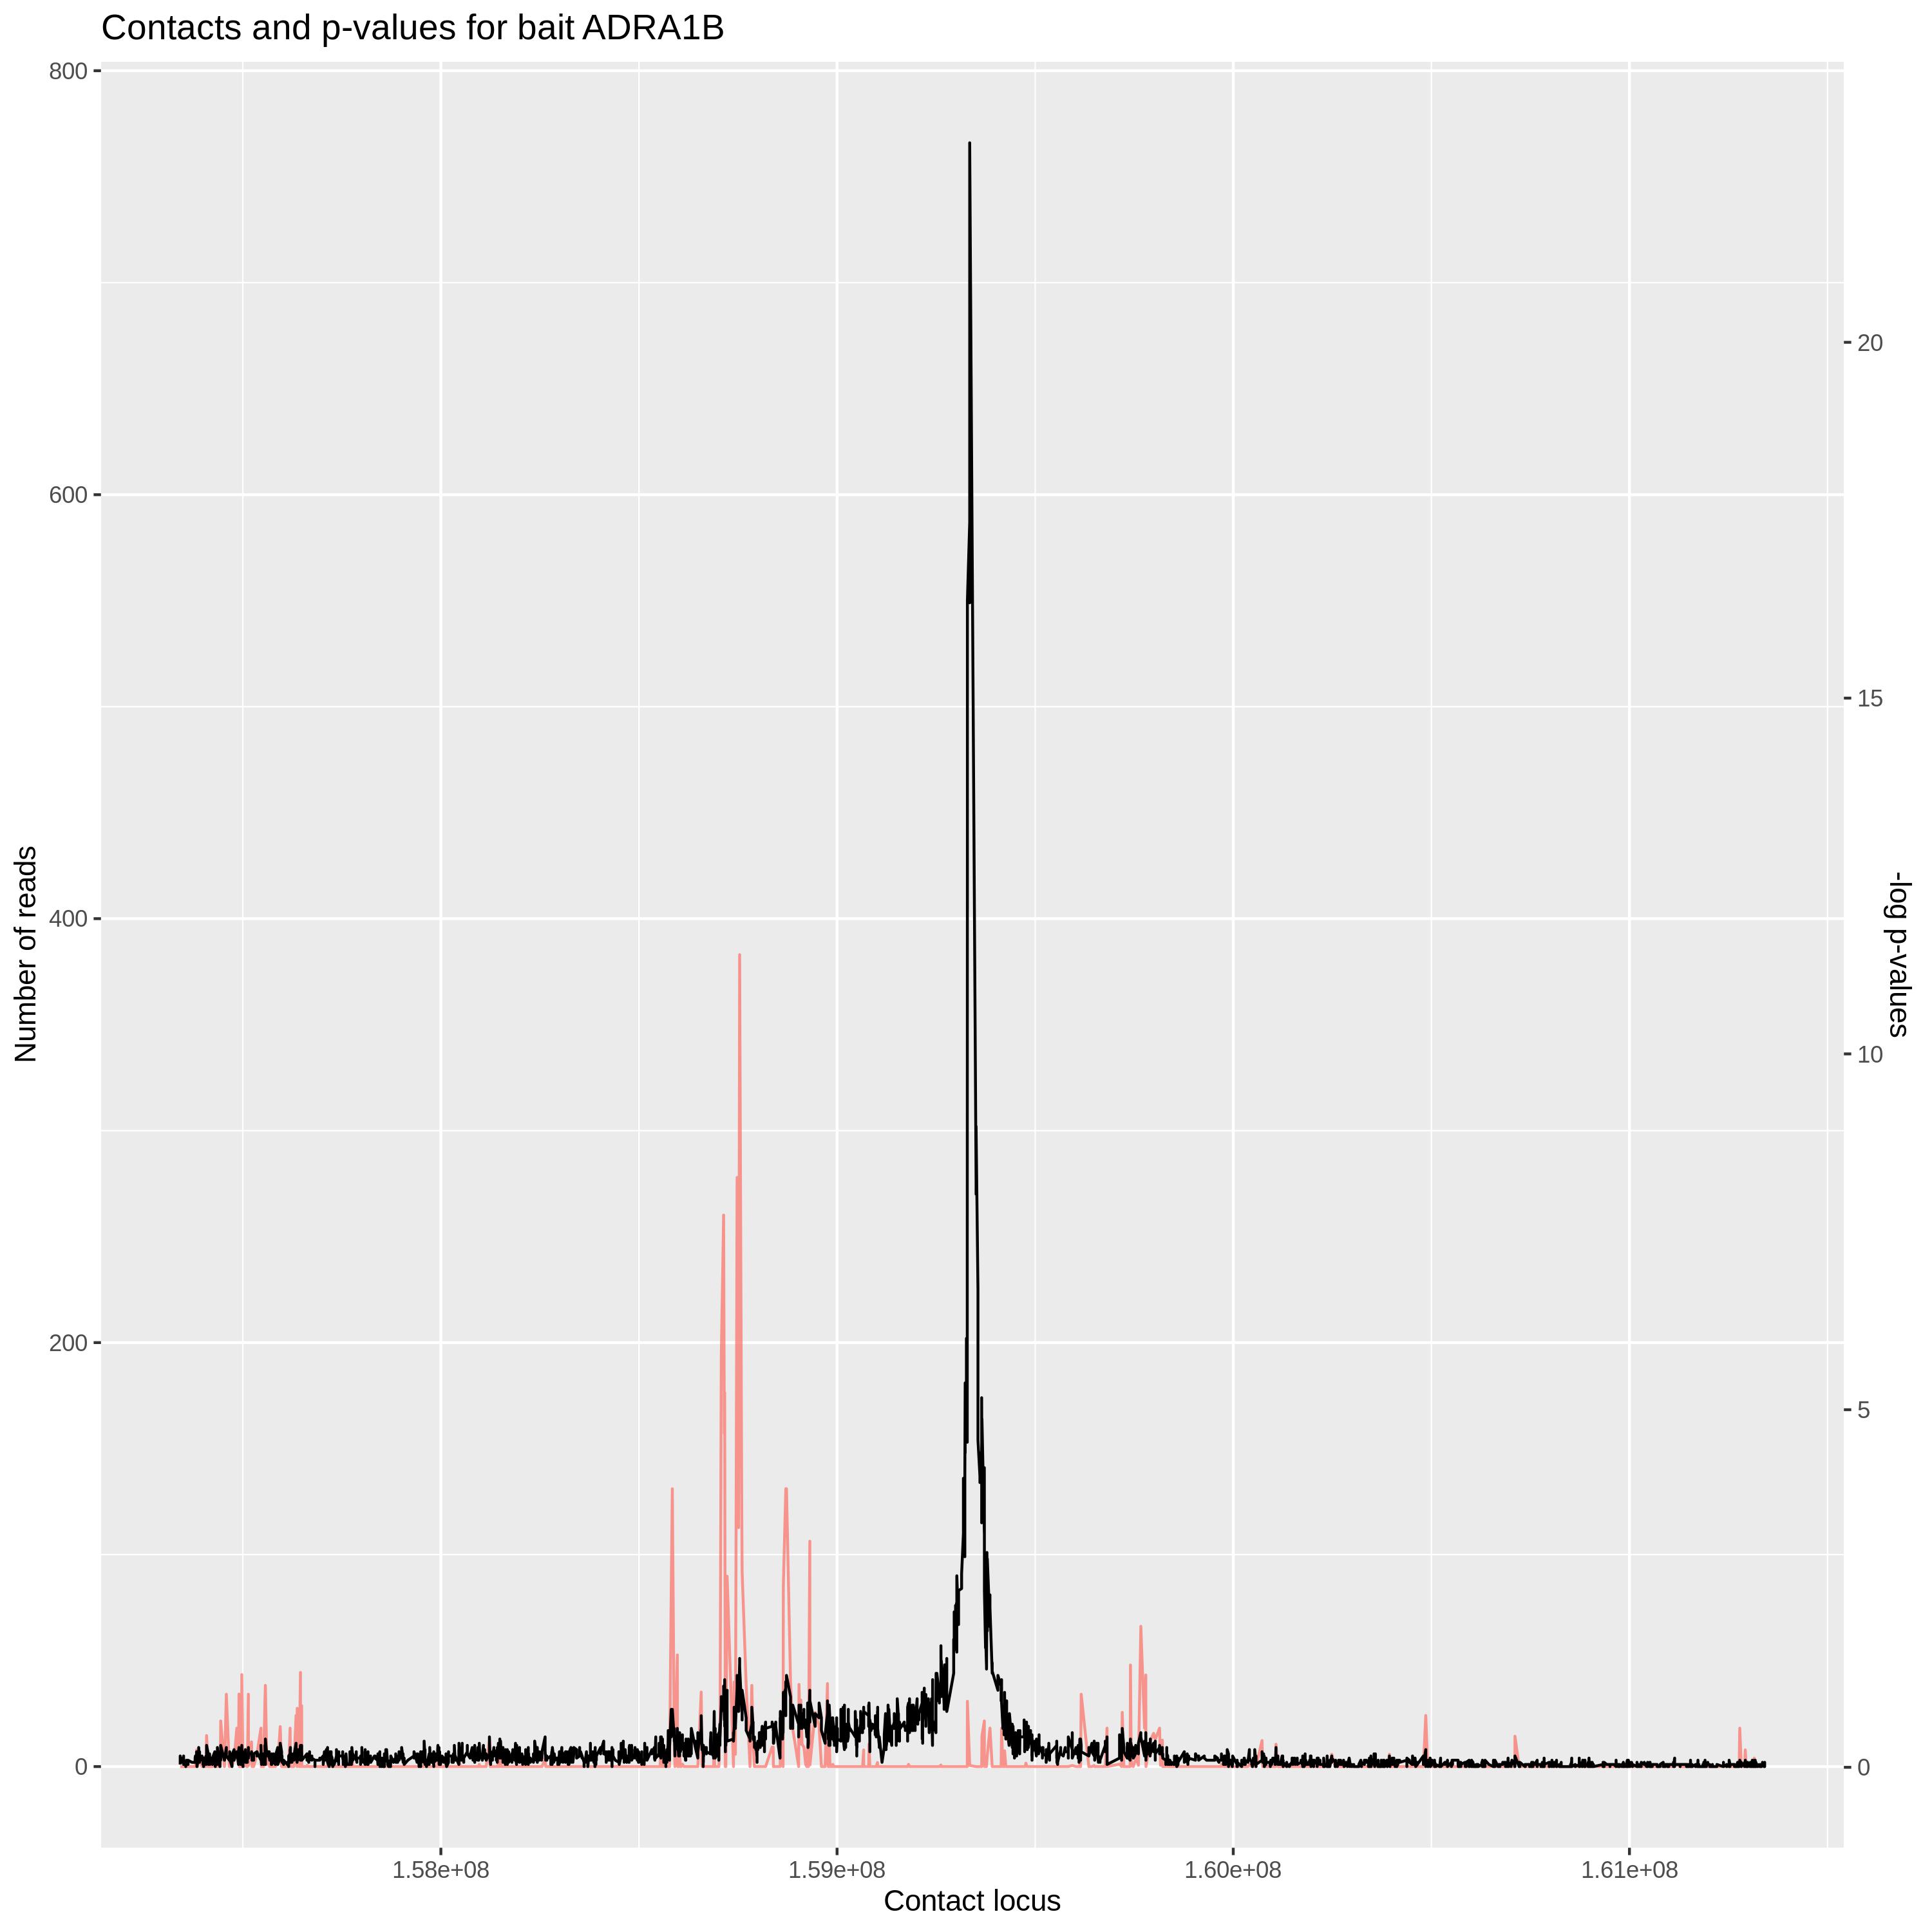 Contacts and p-values for bait ADRA1B
800
600
400
200
0
Number of reads
20
15
10
5
0
-log p-values
1.58e+08
1.59e+08
1.60e+08
1.61e+08
Contact locus